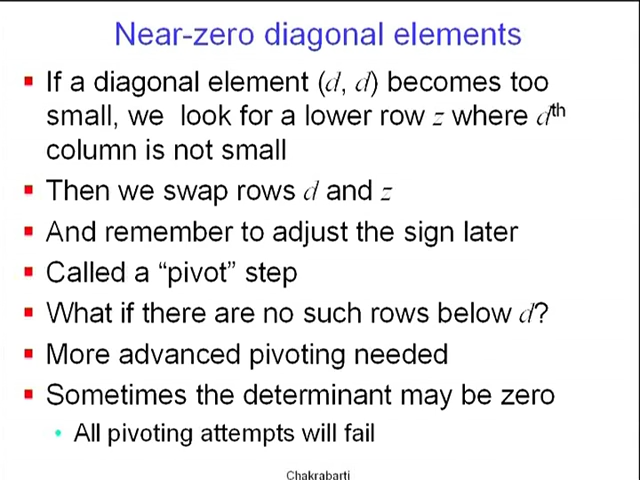 Near-zero diagonal elements
If a diagonal element (d, d) becomes too
small, we look for a lower row z where dth
column is not small
Then we swap rows d and z
And remember to adjust the sign later
Called a “pivot” step
What if there are no such rows below d?
More advanced pivoting needed
Sometimes the determinant may be zero
All pivoting attempts will fail
Chakrabarti